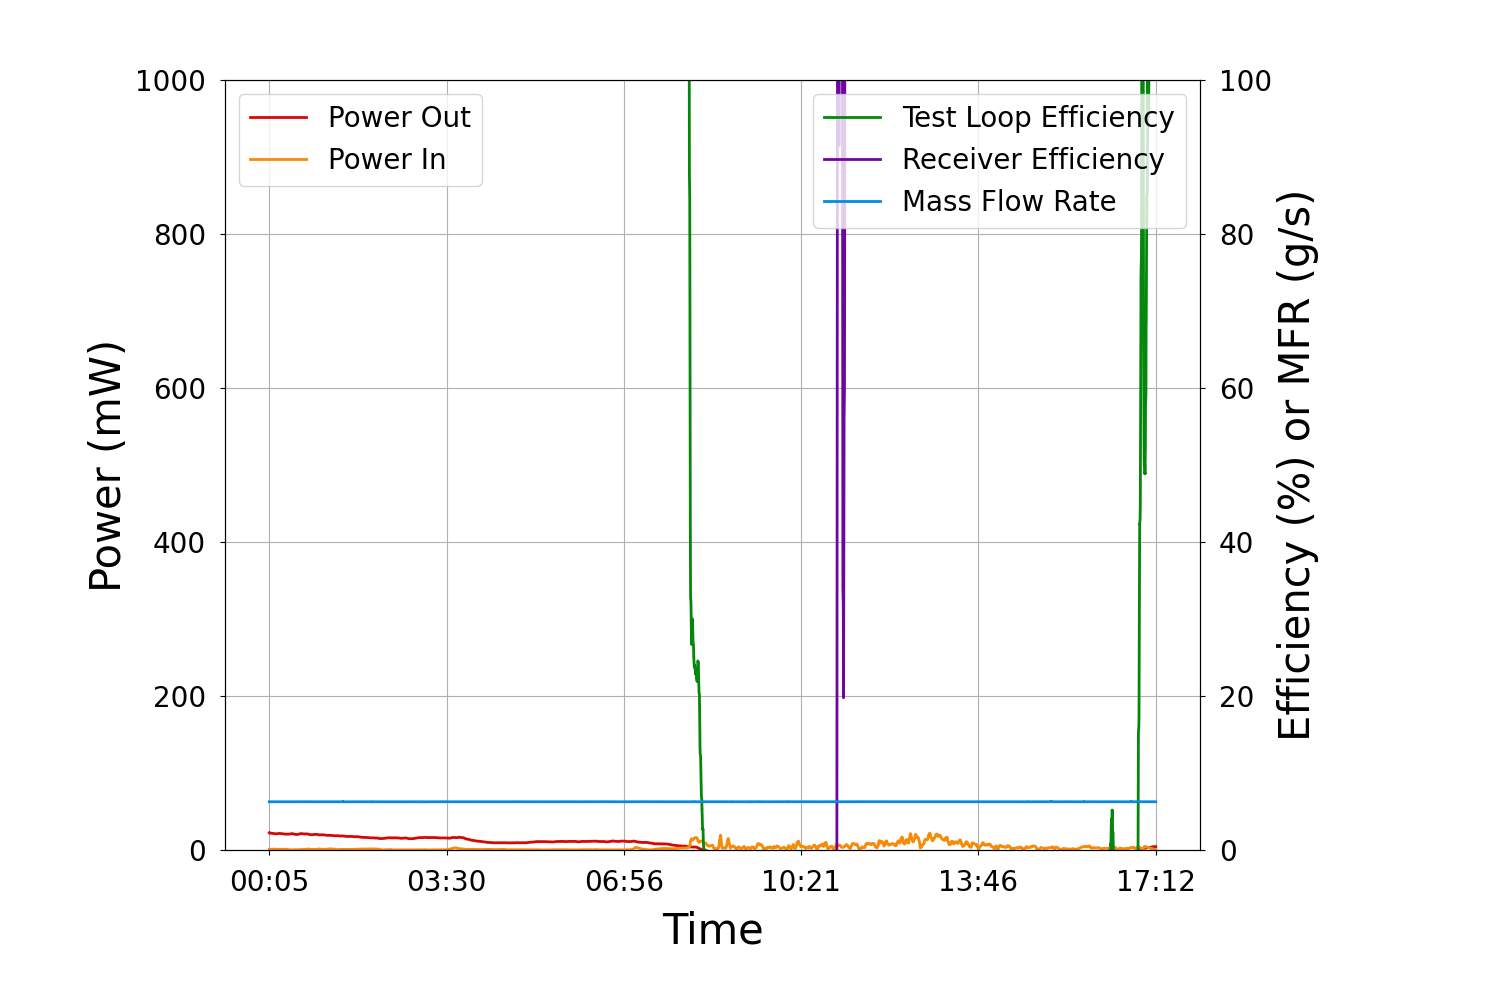 1000
800
600
400
200
0
Power (mW)
Power Out
Power In
Test Loop Efficiency
Receiver Efficiency
Mass Flow Rate
100
80
60
40
20
0
Efficiency (%) or MFR (g/s)
00:05 03:30 06:56 10:21 13:46 17:12
Time